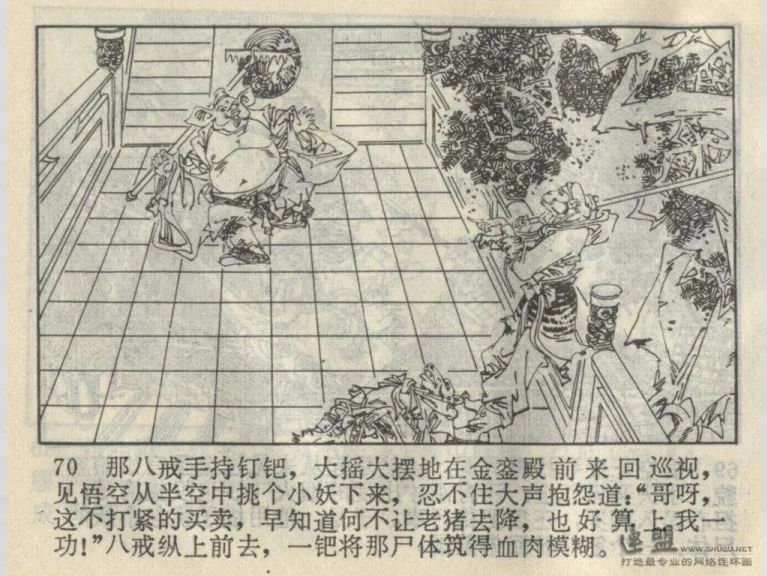 70 那八戒手持钉钯，大摇大摆地在金銮殿前来回巡视，
见悟空从半空中挑个小妖下来，忍不住大声抱怨道：“哥呀，
这不打紧的买卖，早知道何不让老猪去降，也好算上我一
功！”八戒纵上前去，一钯将那尸体筑得血肉模糊。
迷盟 WWW.SHUQU.NET
打造最专业的网络连环画